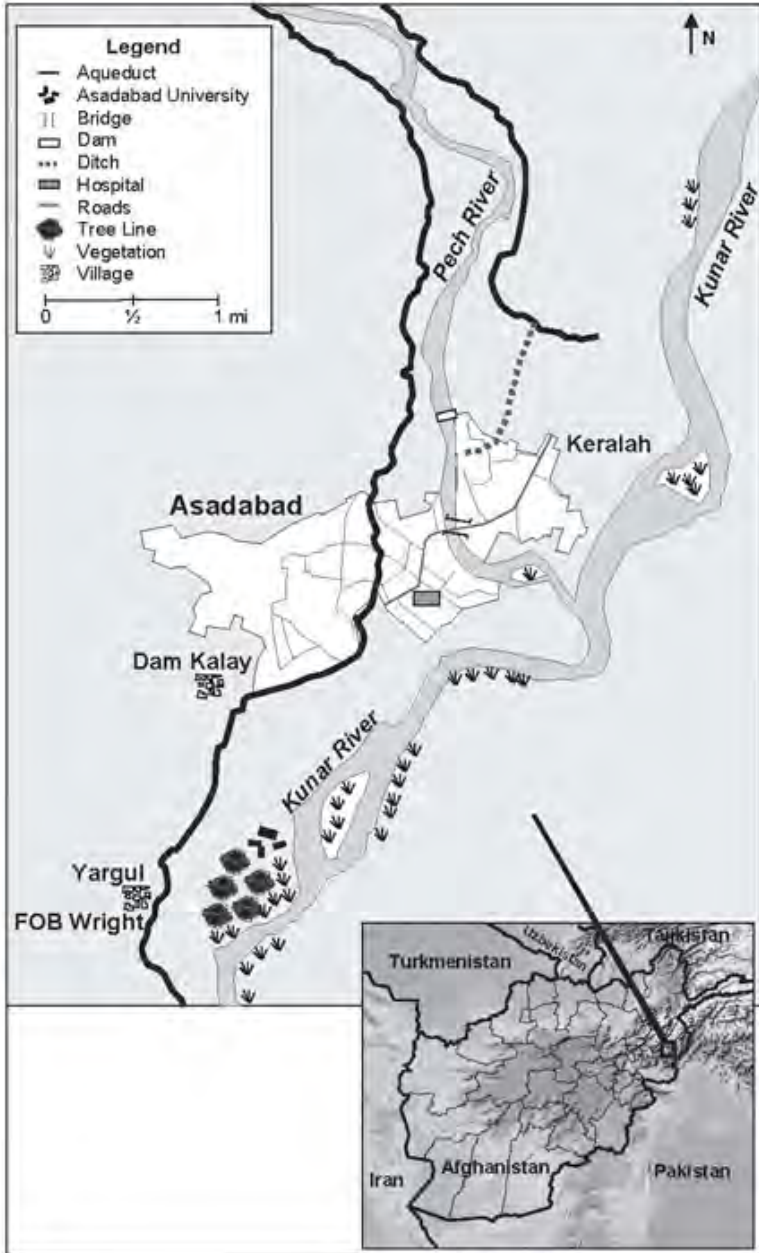 Legend
Aqueduct
Asadabad University
Bridge
Dam
Ditch
Hospital
Roads
Tree Line
Vegetation
Village
0 ½ 1 mi
N
Pech River
Kunar River
Keralah
Asadabad
Dam Kalay
Kunar River
Yargul
FOB Wright
Uzbekistan
Tajikistan
Turkmenistan
Iran
Afghanistan
Pakistan